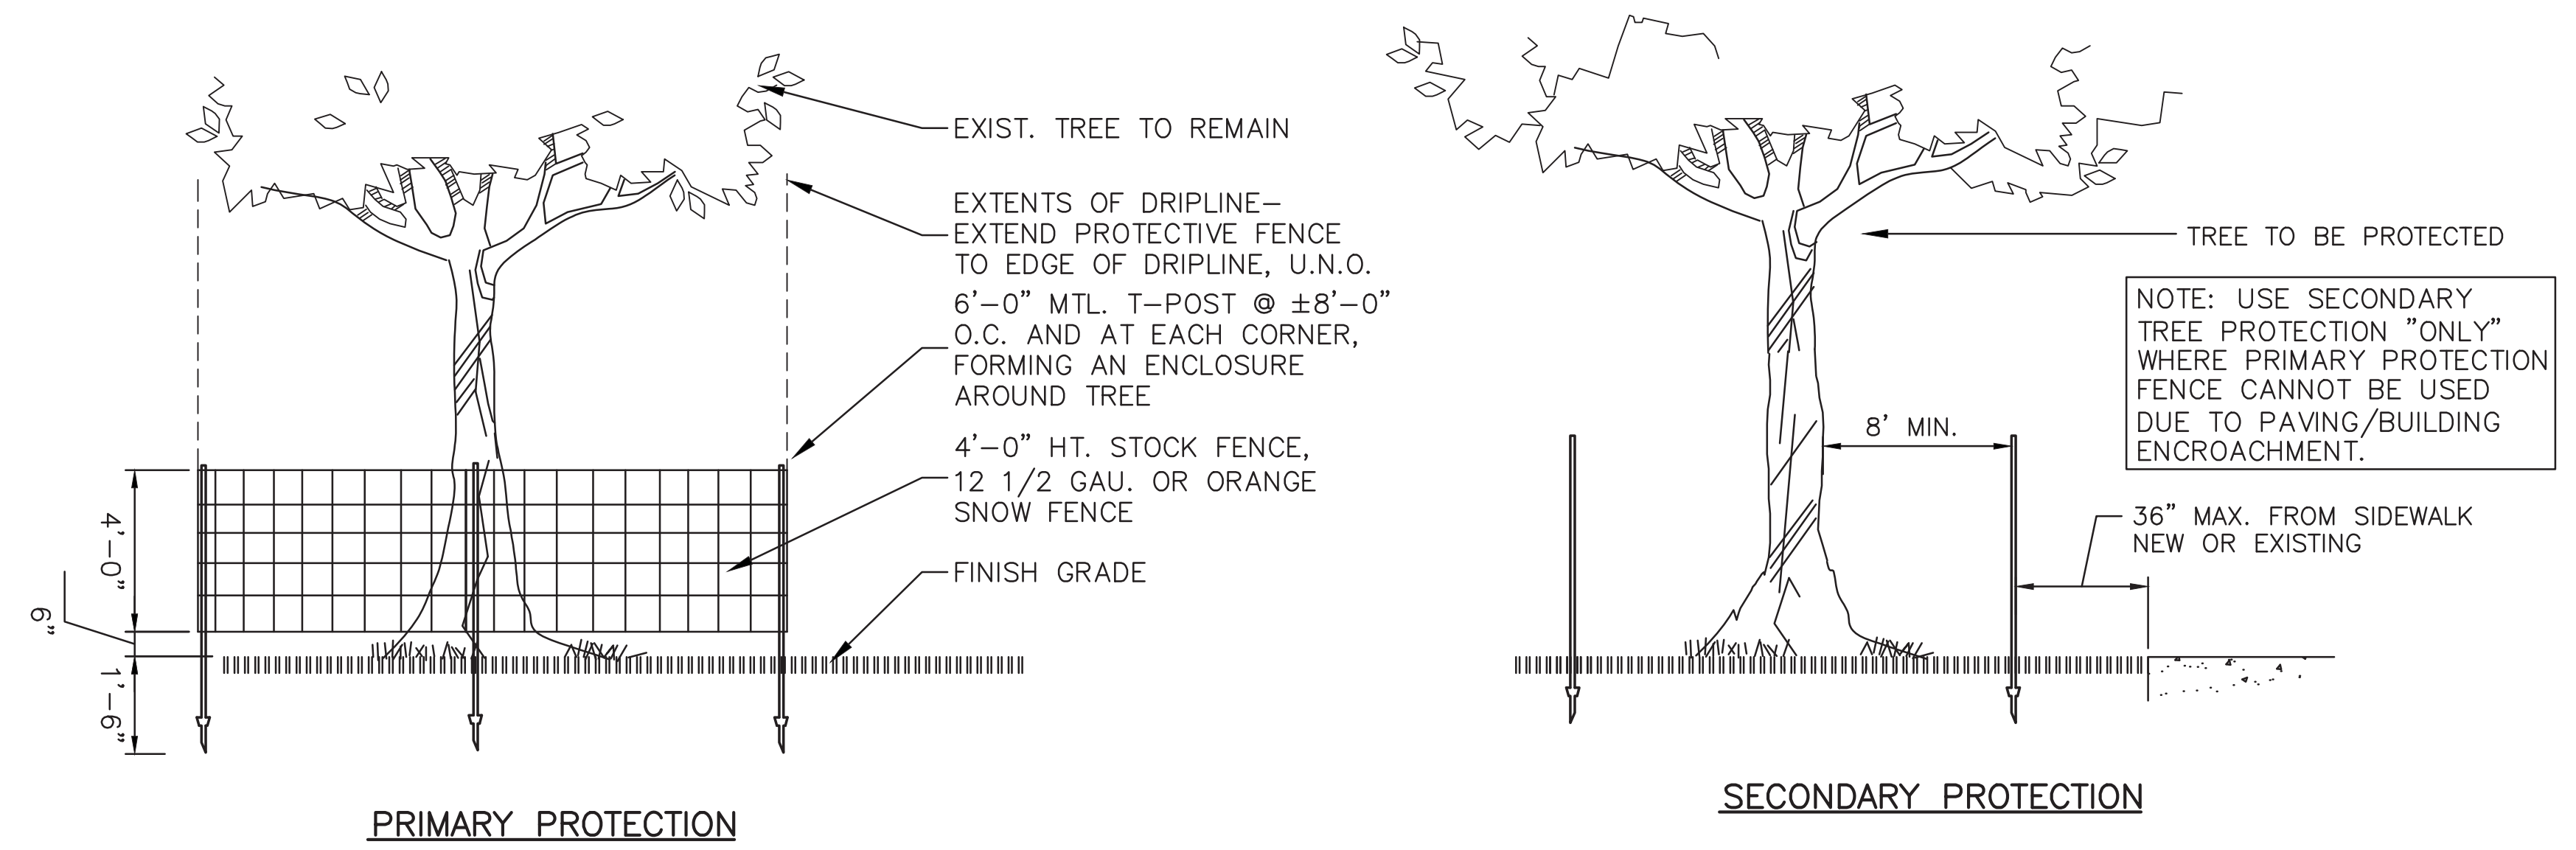 EXIST. TREE TO REMAIN
EXTENTS OF DRIPLINE–
EXTEND PROTECTIVE FENCE
TO EDGE OF DRIPLINE, U.N.O.
6'–0" MTL. T–POST @ ±8'–0"
O.C. AND AT EACH CORNER,
FORMING AN ENCLOSURE
AROUND TREE
4'–0" HT. STOCK FENCE,
12 1/2 GAU. OR ORANGE
SNOW FENCE
FINISH GRADE
4'–0"
6"
1'–6"
PRIMARY PROTECTION
TREE TO BE PROTECTED
NOTE: USE SECONDARY
TREE PROTECTION "ONLY"
WHERE PRIMARY PROTECTION
FENCE CANNOT BE USED
DUE TO PAVING/BUILDING
ENCROACHMENT.
8' MIN.
36" MAX. FROM SIDEWALK
NEW OR EXISTING
SECONDARY PROTECTION